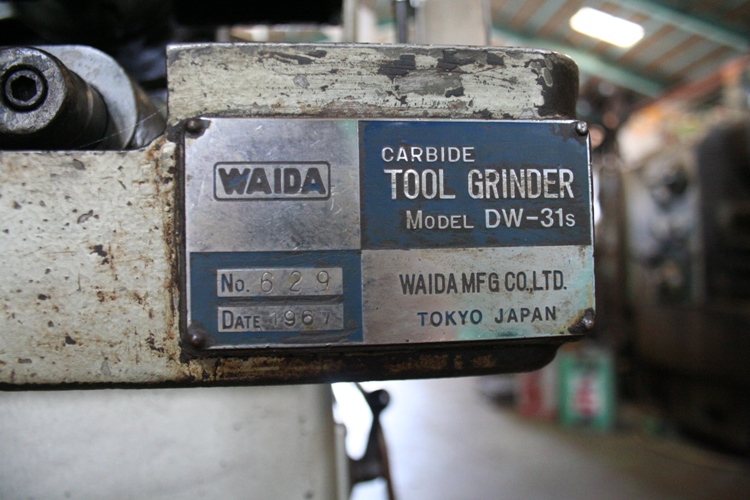 WAIDA
CARBIDE
TOOL GRINDER
MODEL DW-31S
No. 629
DATE 1967
WAIDA MFG CO.,LTD.
TOKYO JAPAN